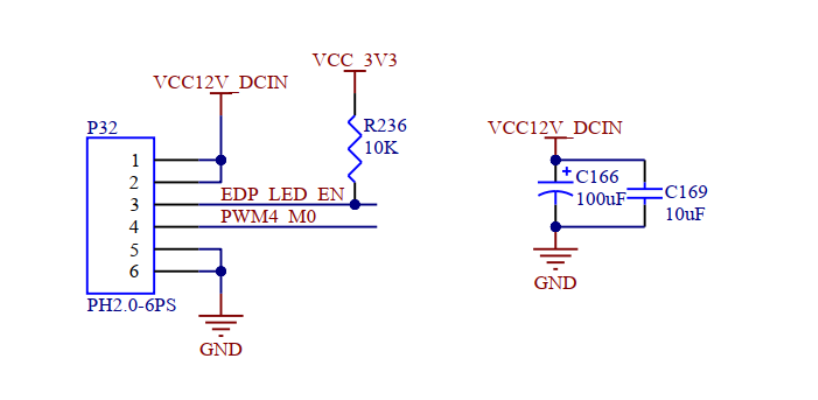 VCC_3V3
VCC12V_DCIN
P32
R236
10K
1
2
3
4
5
6
EDP_LED_EN
PWM4_M0
PH2.0-6PS
GND
VCC12V_DCIN
+
C166
100uF
C169
10uF
GND